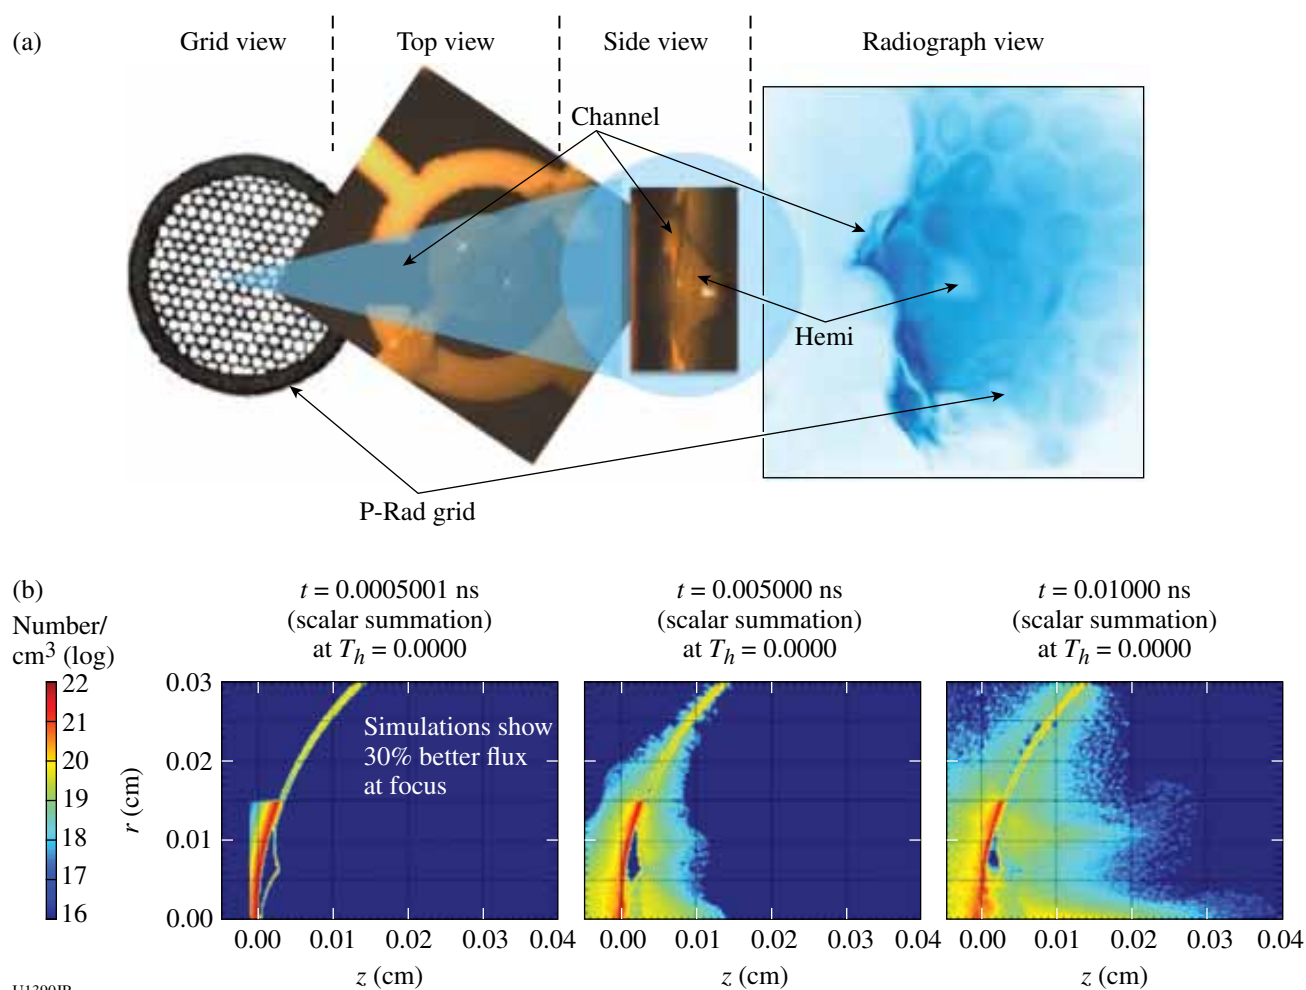 (a)
Grid view
Top view
Side view
Radiograph view
Channel
Hemi
P-Rad grid
(b)
Number/
cm3 (log)
t = 0.0005001 ns
(scalar summation)
at Th = 0.0000
t = 0.005000 ns
(scalar summation)
at Th = 0.0000
t = 0.01000 ns
(scalar summation)
at Th = 0.0000
22
21
20
19
18
17
16
r (cm)
0.03
0.02
0.01
0.00
Simulations show
30% better flux
at focus
0.00 0.01 0.02 0.03 0.04
0.00 0.01 0.02 0.03 0.04
0.00 0.01 0.02 0.03 0.04
z (cm)
z (cm)
z (cm)